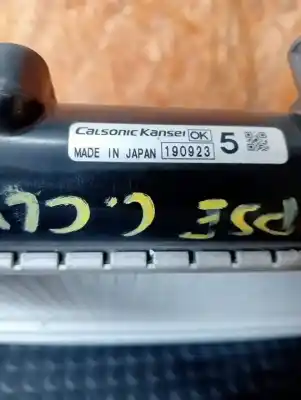 Calsonic Kansei OK 5
MADE IN JAPAN 190923
PSE C.CL